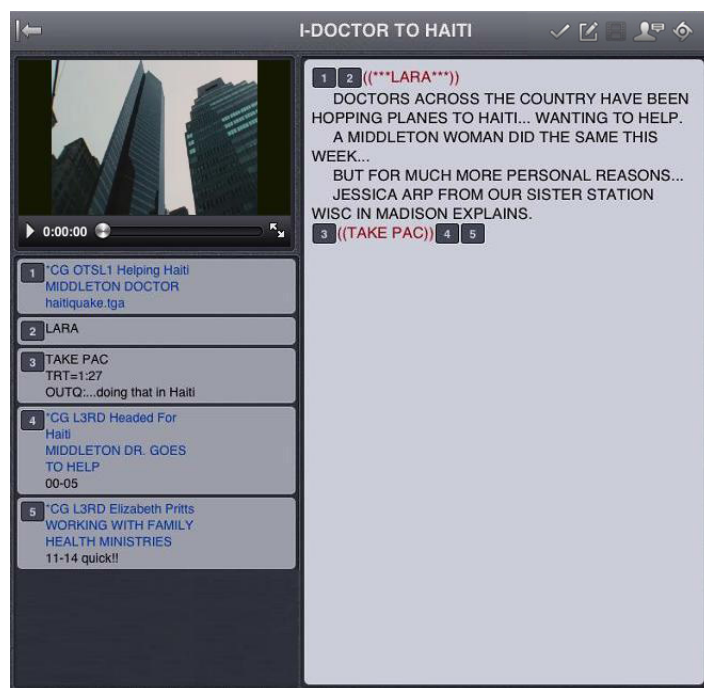 I-DOCTOR TO HAITI
0:00:00
1 *CG OTSL1 Helping Haiti
MIDDLETON DOCTOR
haitiquake.tga
2 LARA
3 TAKE PAC
TRT=1:27
OUTQ:...doing that in Haiti
4 *CG L3RD Headed For
Haiti
MIDDLETON DR. GOES
TO HELP
00-05
5 *CG L3RD Elizabeth Pritts
WORKING WITH FAMILY
HEALTH MINISTRIES
11-14 quick!!
1 2 ((***LARA***))
DOCTORS ACROSS THE COUNTRY HAVE BEEN
HOPPING PLANES TO HAITI... WANTING TO HELP.
A MIDDLETON WOMAN DID THE SAME THIS
WEEK...
BUT FOR MUCH MORE PERSONAL REASONS...
JESSICA ARP FROM OUR SISTER STATION
WISC IN MADISON EXPLAINS.
3 ((TAKE PAC)) 4 5